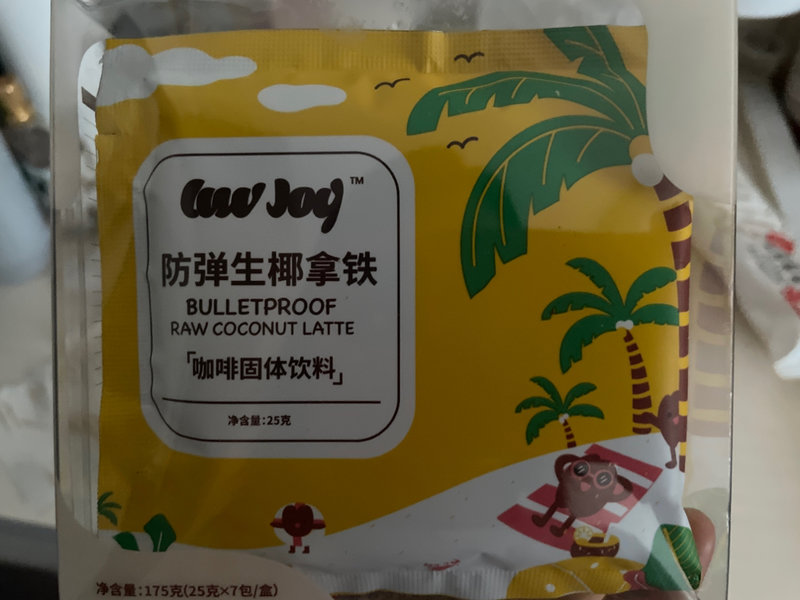 luv Joy™
防弹生椰拿铁
BULLETPROOF
RAW COCONUT LATTE
「咖啡固体饮料」
净含量:25克
净含量:175克(25克×7包/盒)